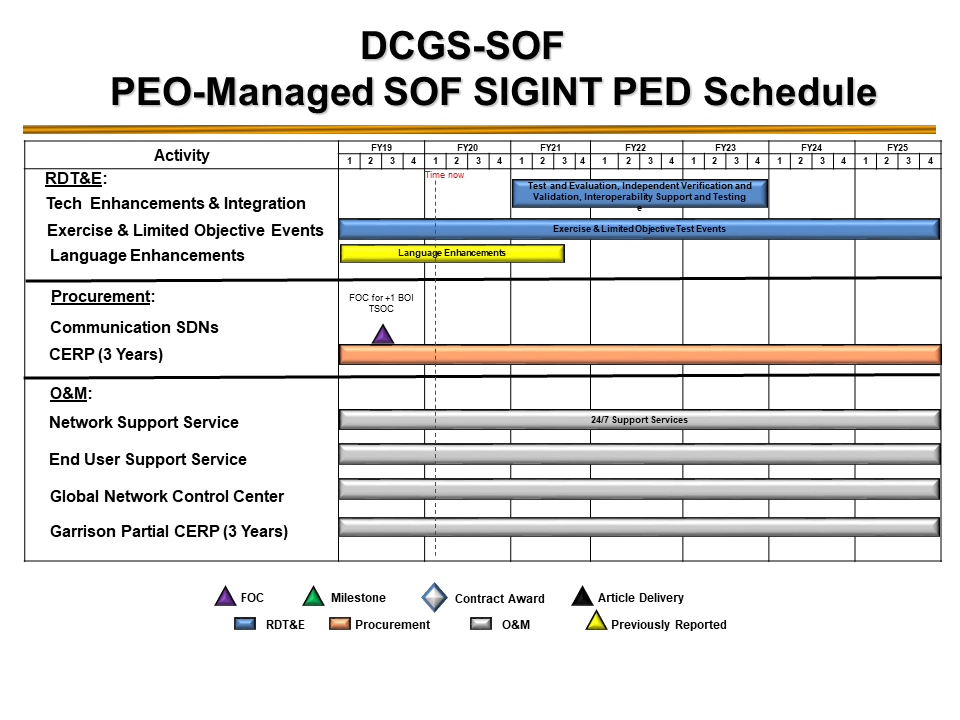 DCGS-SOF
PEO-Managed SOF SIGINT PED Schedule
Activity
FY19 FY20 FY21 FY22 FY23 FY24 FY25
1 2 3 4 1 2 3 4 1 2 3 4 1 2 3 4 1 2 3 4 1 2 3 4 1 2 3 4
RDT&E:
Time now
Tech Enhancements & Integration
Test and Evaluation, Independent Verification and
Validation, Interoperability Support and Testing
e
Exercise & Limited Objective Events
Exercise & Limited Objective Test Events
Language Enhancements
Language Enhancements
Procurement:
FOC for +1 BOI
TSOC
Communication SDNs
CERP (3 Years)
O&M:
Network Support Service
24/7 Support Services
End User Support Service
Global Network Control Center
Garrison Partial CERP (3 Years)
FOC Milestone Contract Award Article Delivery
RDT&E Procurement O&M Previously Reported